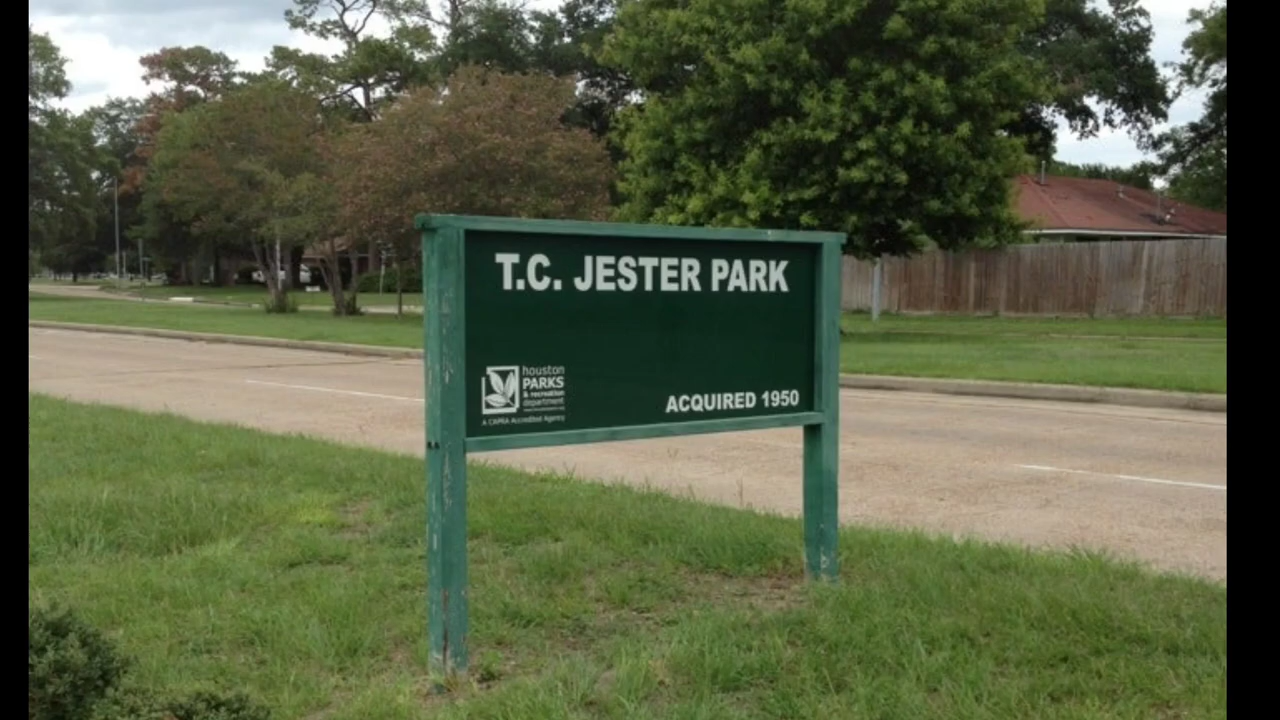 T.C. JESTER PARK
houston
PARKS
& recreation
department
A CAPRA Accredited Agency
ACQUIRED 1950